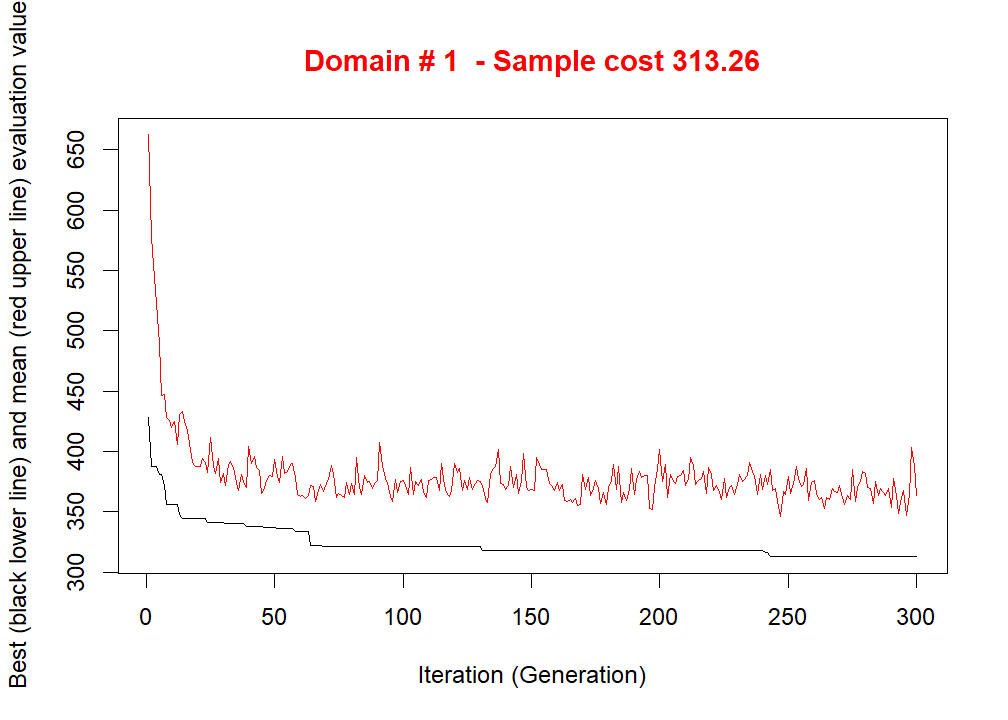 Domain # 1  - Sample cost 313.26
Best (black lower line) and mean (red upper line) evaluation value
650
600
550
500
450
400
350
300
0 50 100 150 200 250 300
Iteration (Generation)